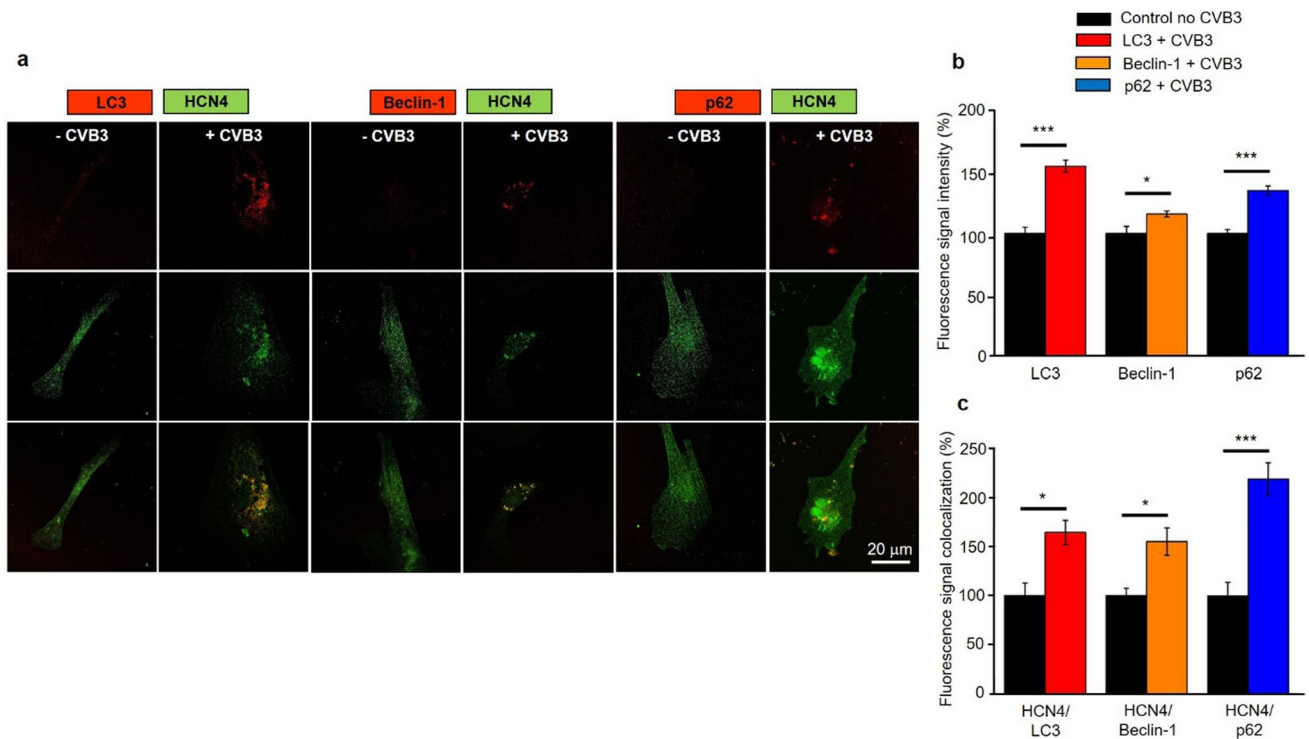 a
LC3 HCN4 Beclin-1 HCN4 p62 HCN4
- CVB3 + CVB3 - CVB3 + CVB3 - CVB3 + CVB3
20 μm
Control no CVB3
LC3 + CVB3
Beclin-1 + CVB3
p62 + CVB3
b
Fluorescence signal intensity (%)
200
150
100
50
0
***
*
***
LC3 Beclin-1 p62
c
Fluorescence signal colocalization (%)
250
200
150
100
50
0
*
*
***
HCN4/ HCN4/ HCN4/
LC3 Beclin-1 p62